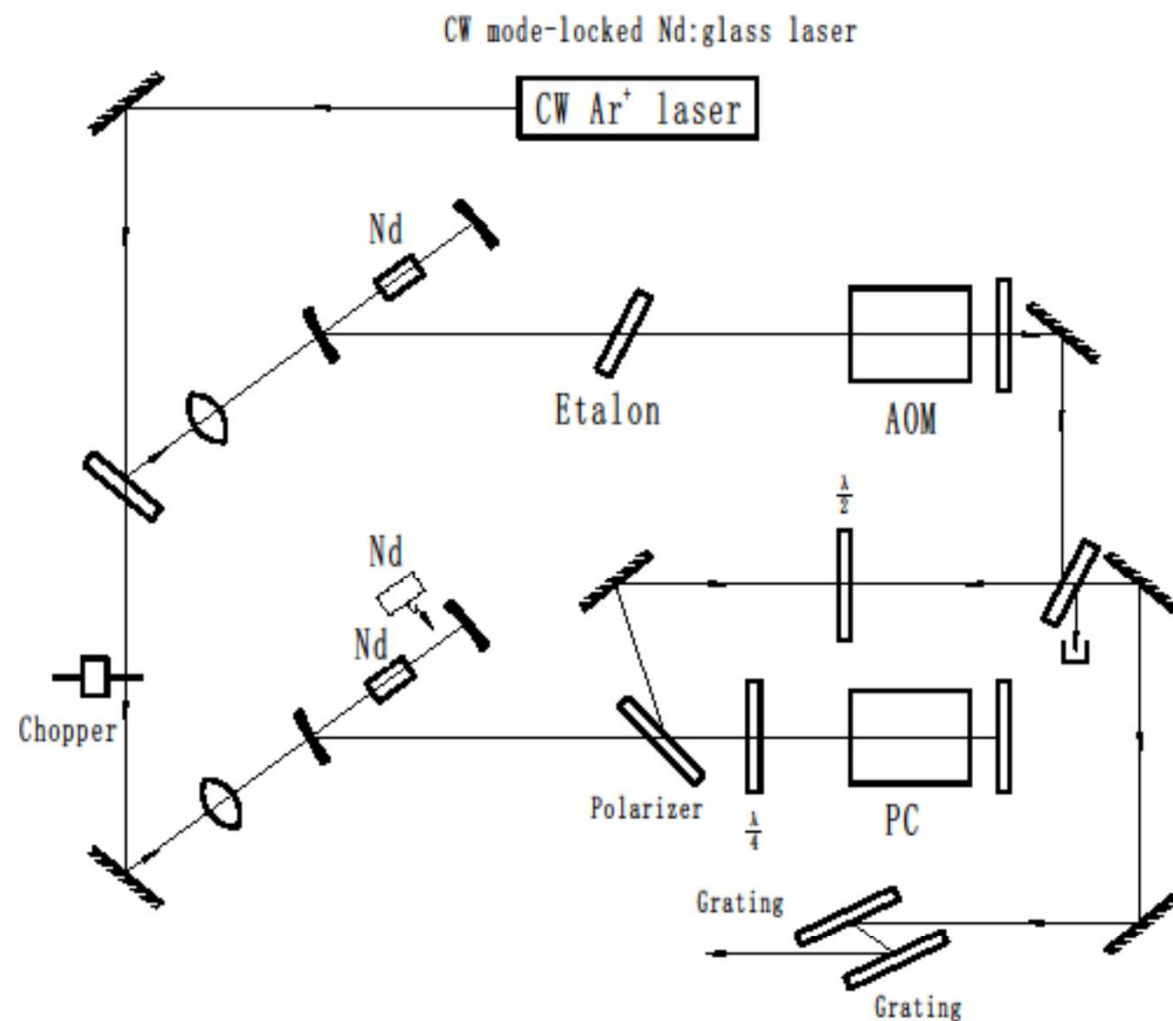 CW mode-locked Nd:glass laser
CW Ar⁺ laser
Nd
Etalon
AOM
λ/2
Nd
Nd
Chopper
Polarizer
λ/4
PC
Grating
Grating